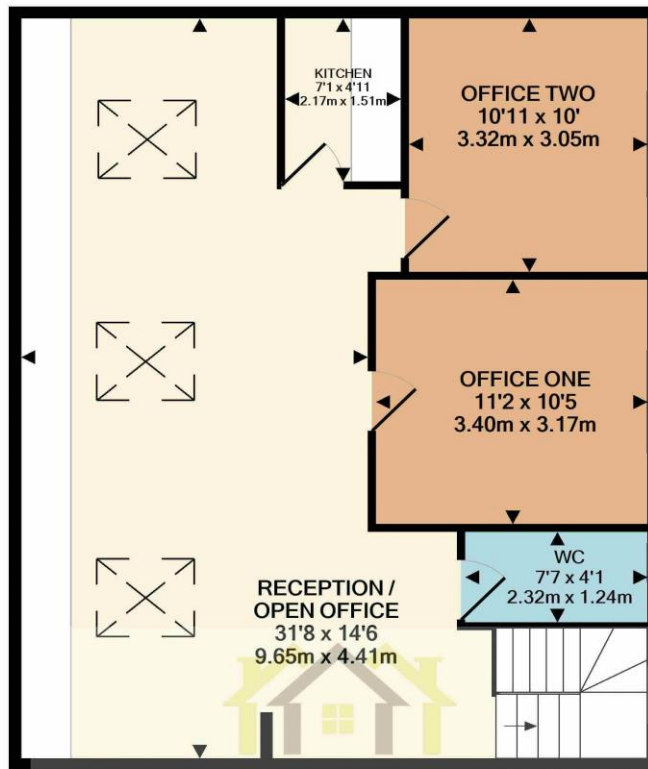 KITCHEN
7'1 x 4'11
2.17m x 1.51m
OFFICE TWO
10'11 x 10'
3.32m x 3.05m
OFFICE ONE
11'2 x 10'5
3.40m x 3.17m
WC
7'7 x 4'1
2.32m x 1.24m
RECEPTION /
OPEN OFFICE
31'8 x 14'6
9.65m x 4.41m